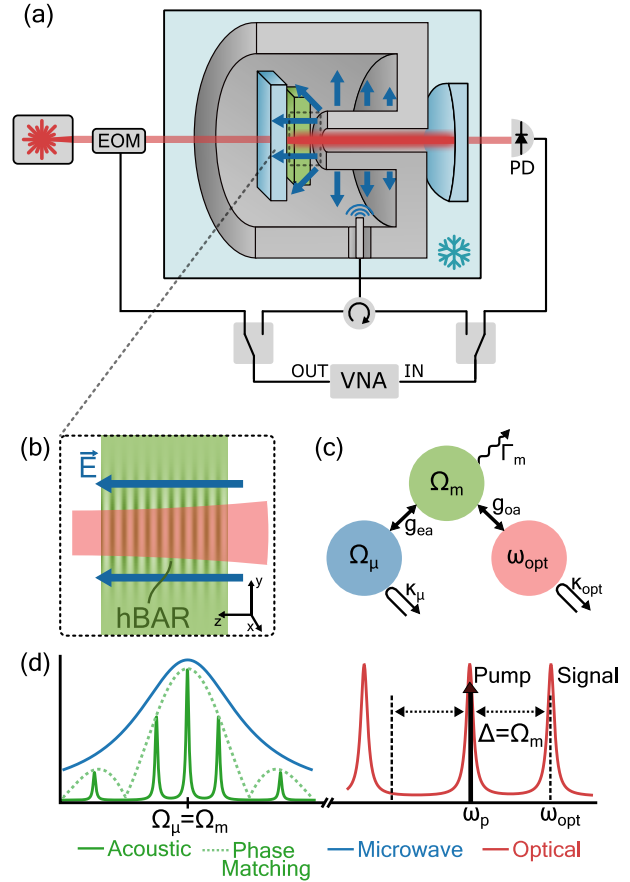 (a)
EOM
PD
OUT VNA IN
(b)
E
hBAR
y
z
x
(c)
Ωm
Γm
gea
goa
Ωμ
ωopt
κμ
κopt
(d)
Pump
Signal
Δ=Ωm
Ωμ=Ωm
ωp
ωopt
Acoustic
Phase
Matching
Microwave
Optical